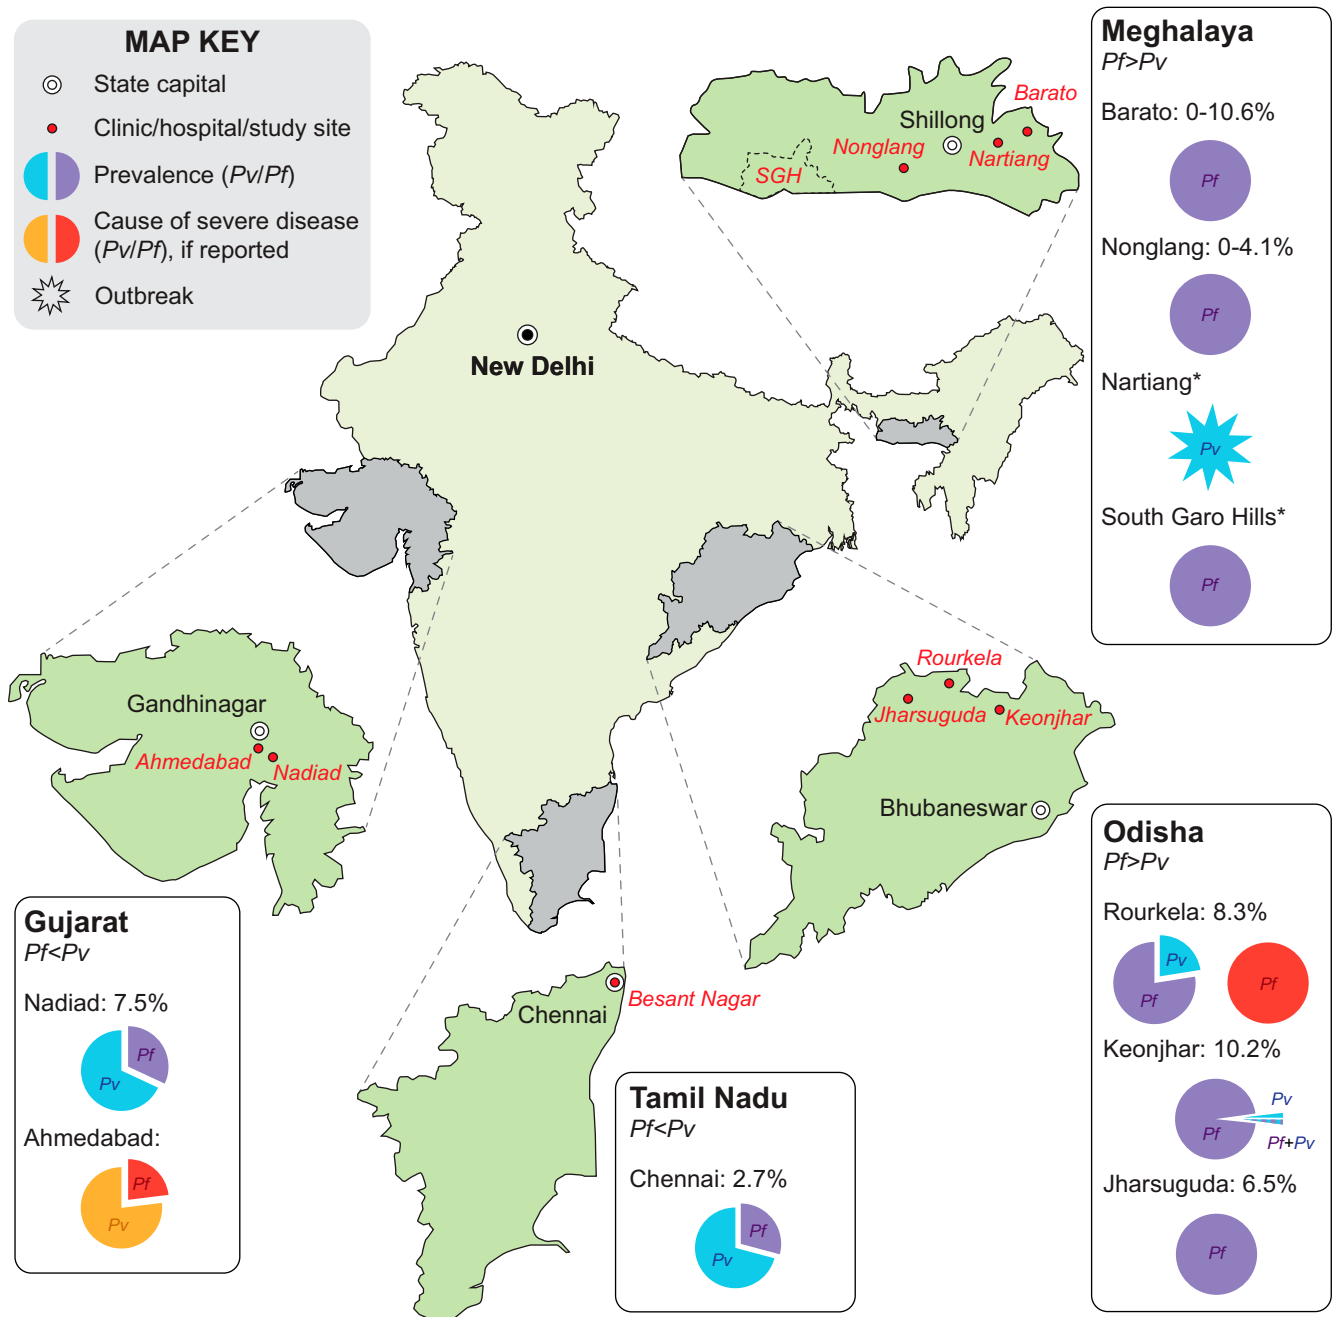 MAP KEY
State capital
Clinic/hospital/study site
Prevalence (Pv/Pf)
Cause of severe disease
(Pv/Pf), if reported
Outbreak
New Delhi
Barato
Shillong
Nonglang
Nartiang
SGH
Meghalaya
Pf>Pv
Barato: 0-10.6%
Pf
Nonglang: 0-4.1%
Pf
Nartiang*
Pv
South Garo Hills*
Pf
Gandhinagar
Ahmedabad
Nadiad
Rourkela
Jharsuguda
Keonjhar
Bhubaneswar
Gujarat
Pf<Pv
Nadiad: 7.5%
Pf
Pv
Ahmedabad:
Pf
Pv
Chennai
Besant Nagar
Tamil Nadu
Pf<Pv
Chennai: 2.7%
Pf
Pv
Odisha
Pf>Pv
Rourkela: 8.3%
Pv
Pf
Pf
Keonjhar: 10.2%
Pv
Pf
Pf+Pv
Jharsuguda: 6.5%
Pf